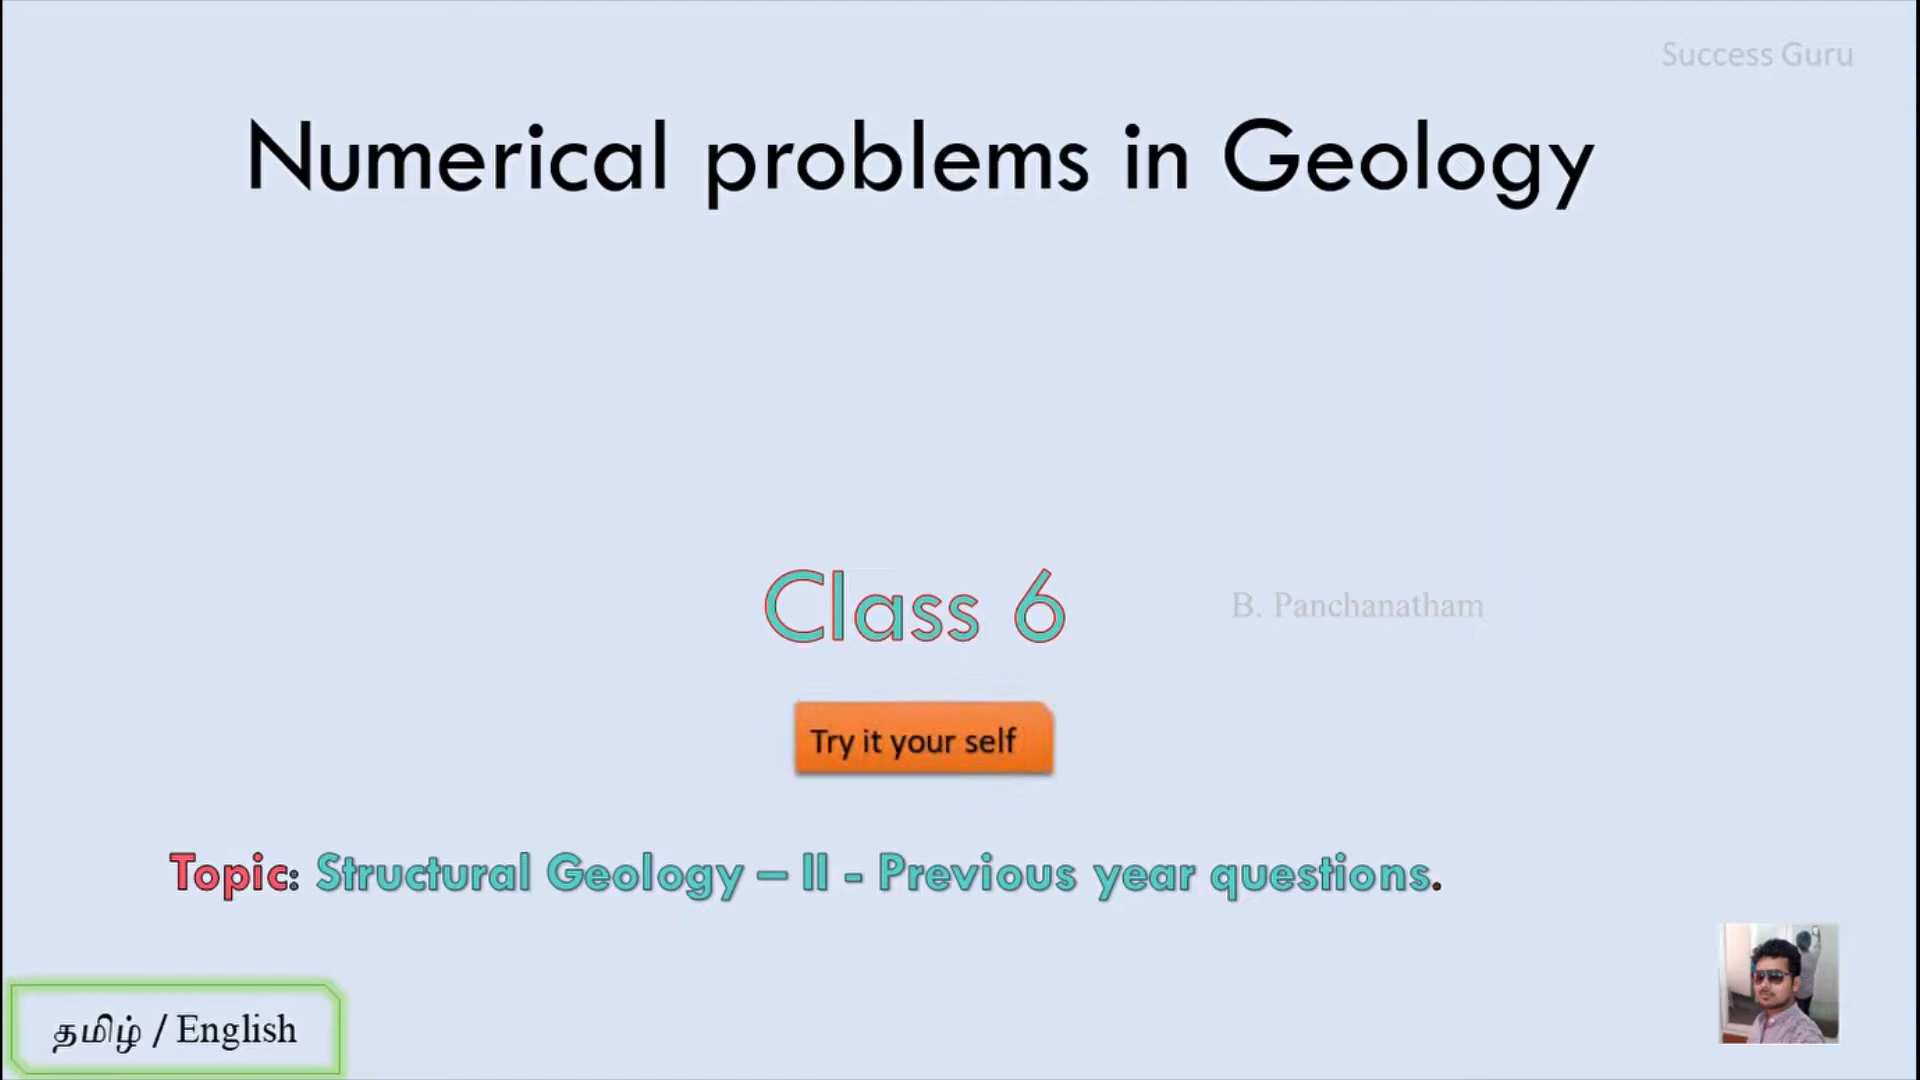 Success Guru
Numerical problems in Geology
Class 6
B. Panchanatham
Try it your self
Topic: Structural Geology – II - Previous year questions.
தமிழ் / English